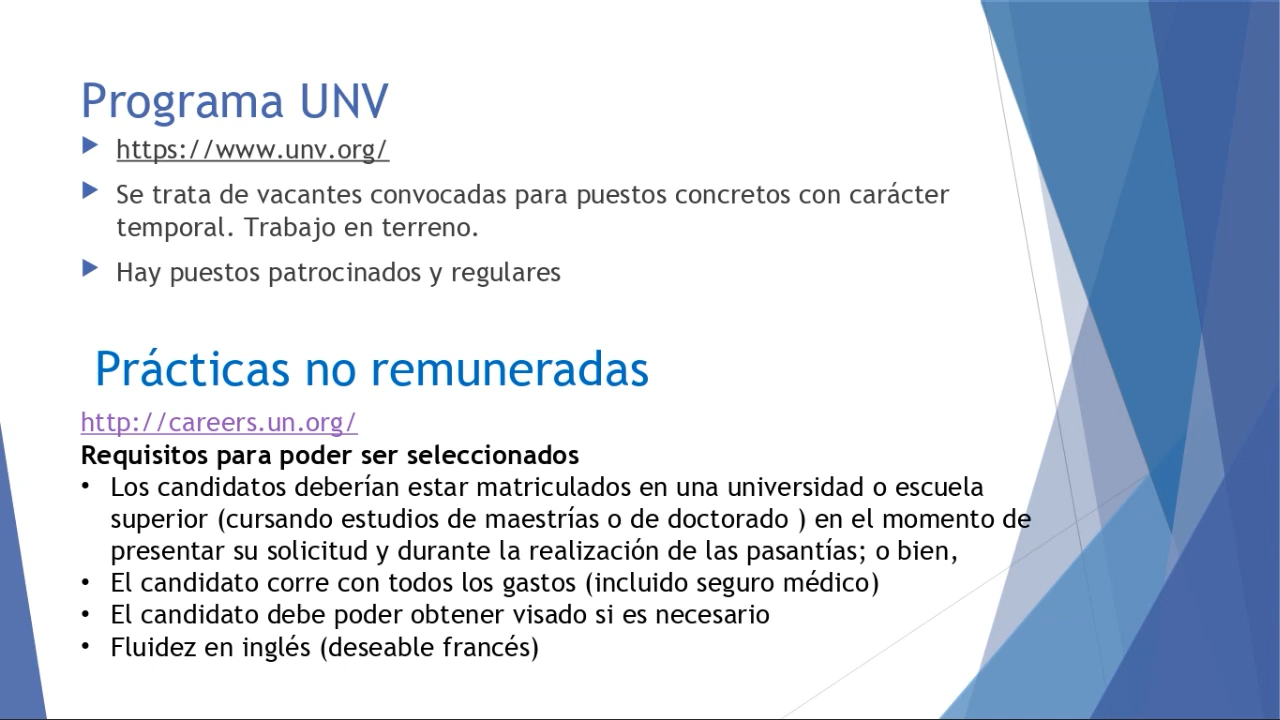 Programa UNV
https://www.unv.org/
Se trata de vacantes convocadas para puestos concretos con carácter
temporal. Trabajo en terreno.
Hay puestos patrocinados y regulares
Prácticas no remuneradas
http://careers.un.org/
Requisitos para poder ser seleccionados
• Los candidatos deberían estar matriculados en una universidad o escuela
superior (cursando estudios de maestrías o de doctorado ) en el momento de
presentar su solicitud y durante la realización de las pasantías; o bien,
• El candidato corre con todos los gastos (incluido seguro médico)
• El candidato debe poder obtener visado si es necesario
• Fluidez en inglés (deseable francés)